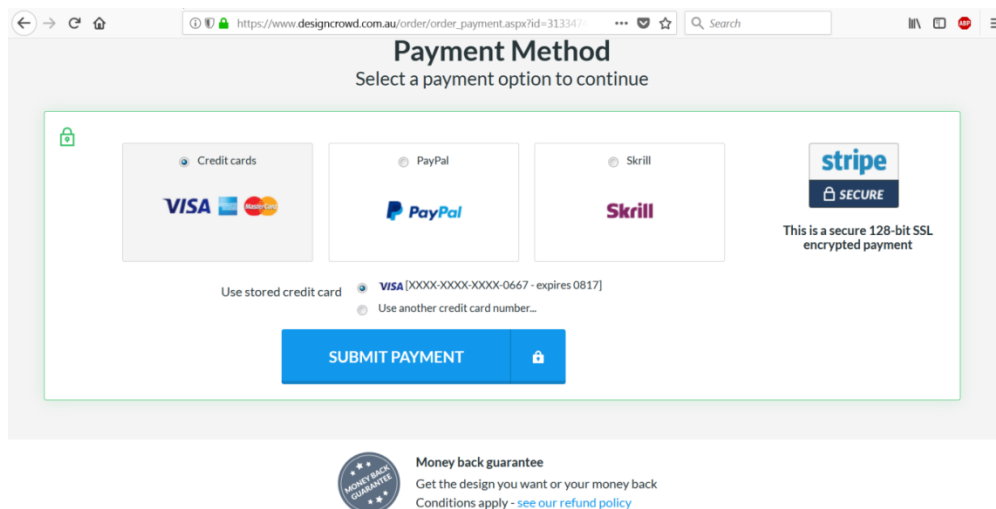 https://www.designcrowd.com.au/order/order_payment.aspx?id=313347
Search
ABP
Payment Method
Select a payment option to continue
Credit cards
PayPal
Skrill
VISA
MasterCard
PayPal
Skrill
stripe
SECURE
This is a secure 128-bit SSL
encrypted payment
Use stored credit card
VISA [XXXX-XXXX-XXXX-0667 - expires 0817]
Use another credit card number...
SUBMIT PAYMENT
MONEY BACK
GUARANTEE
Money back guarantee
Get the design you want or your money back
Conditions apply - see our refund policy